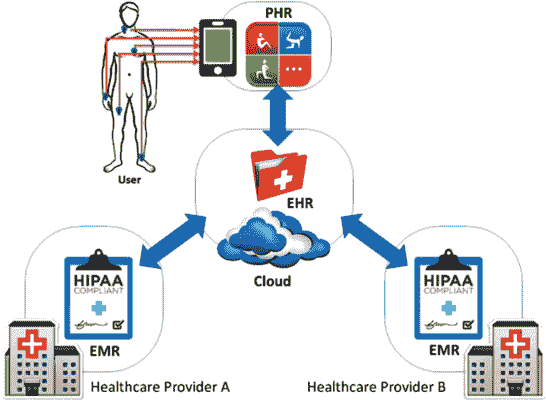 PHR
User
EHR
Cloud
HIPAA
COMPLIANT
EMR
Healthcare Provider A
HIPAA
COMPLIANT
EMR
Healthcare Provider B